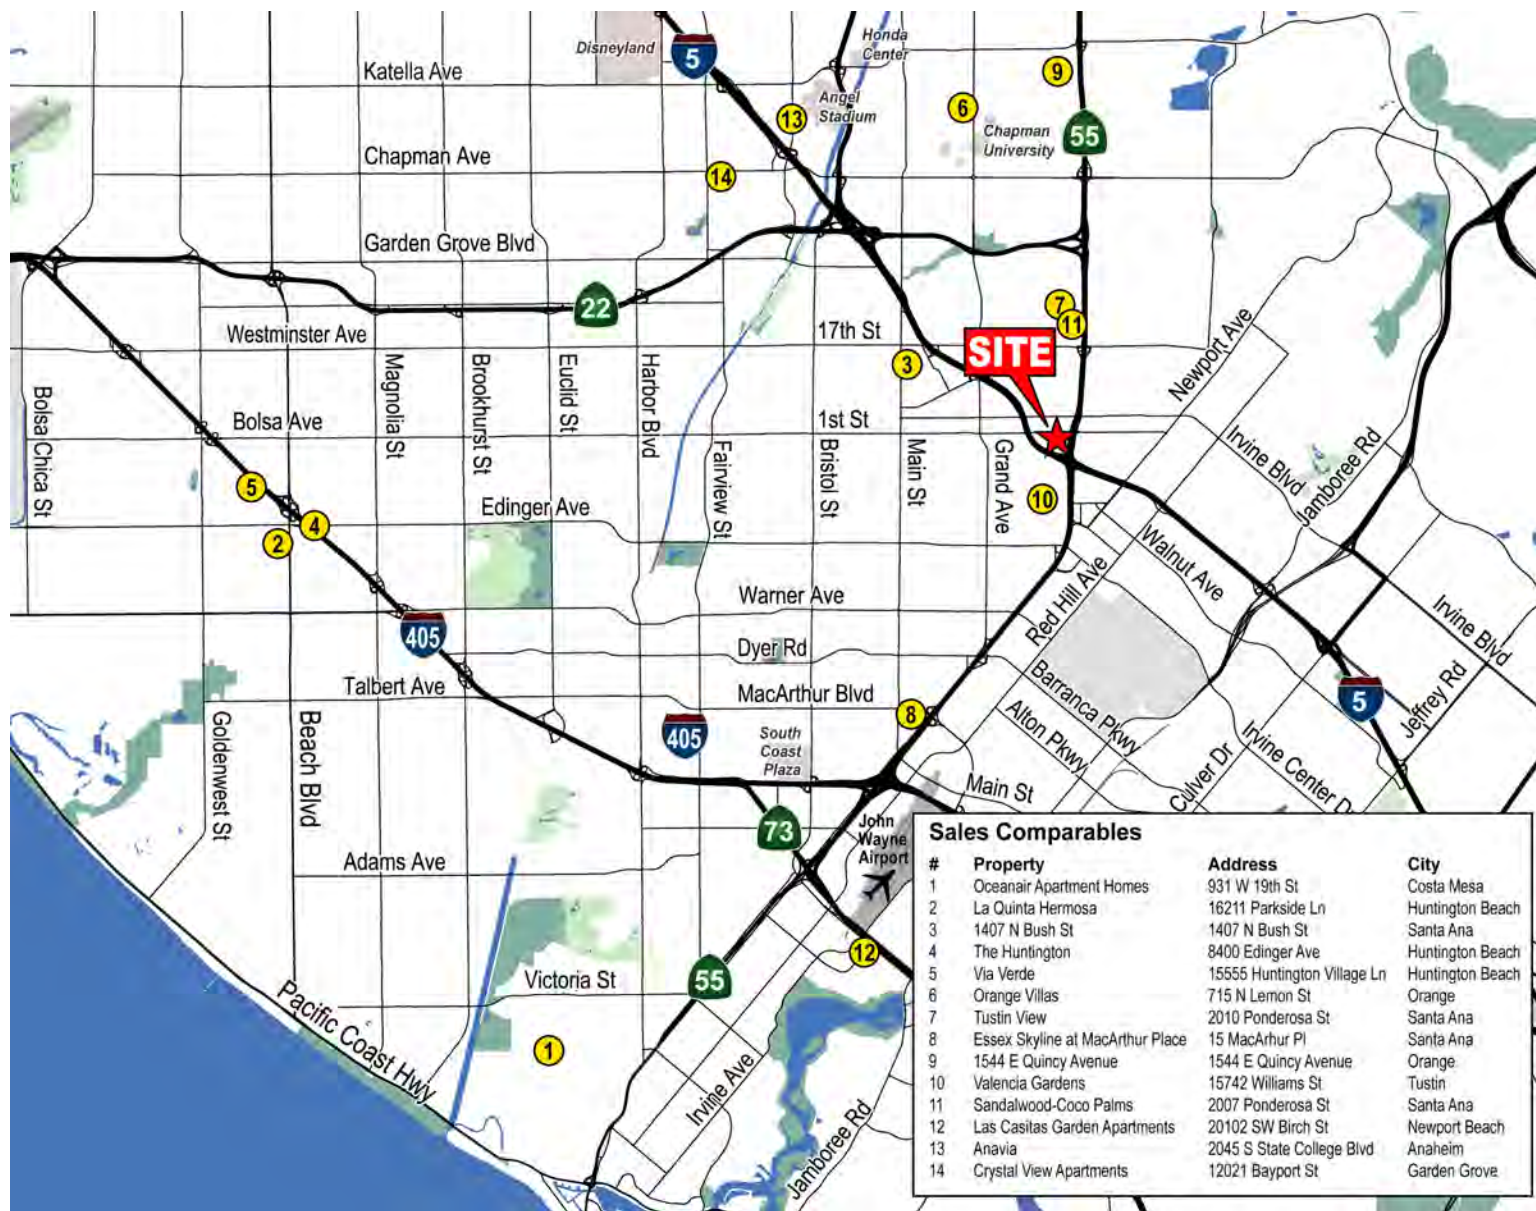 Disneyland
5
Honda
Center
9
Katella Ave
Angel
Stadium
13
6
Chapman
University
55
Chapman Ave
14
Garden Grove Blvd
22
7
11
Westminster Ave
17th St
SITE
3
Newport Ave
Bolsa Chica St
Magnolia St
Brookhurst St
Euclid St
Harbor Blvd
Bolsa Ave
1st St
Fairview St
Bristol St
Main St
Grand Ave
Irvine Blvd
Jamboree Rd
5
10
Edinger Ave
4
2
Walnut Ave
Red Hill Ave
Warner Ave
Irvine Blvd
405
Dyer Rd
Talbert Ave
MacArthur Blvd
Barranca Pkwy
5
Jeffrey Rd
8
Alton Pkwy
405
South
Coast
Plaza
Goldenwest St
Beach Blvd
Culver Dr
Irvine Center D
Main St
73
John
Wayne
Airport
Adams Ave
12
Victoria St
55
Pacific Coast Hwy
1
Irvine Ave
Jamboree Rd
Sales Comparables
# Property Address City
1 Oceanair Apartment Homes 931 W 19th St Costa Mesa
2 La Quinta Hermosa 16211 Parkside Ln Huntington Beach
3 1407 N Bush St 1407 N Bush St Santa Ana
4 The Huntington 8400 Edinger Ave Huntington Beach
5 Via Verde 15555 Huntington Village Ln Huntington Beach
6 Orange Villas 715 N Lemon St Orange
7 Tustin View 2010 Ponderosa St Santa Ana
8 Essex Skyline at MacArthur Place 15 MacArhur Pl Santa Ana
9 1544 E Quincy Avenue 1544 E Quincy Avenue Orange
10 Valencia Gardens 15742 Williams St Tustin
11 Sandalwood-Coco Palms 2007 Ponderosa St Santa Ana
12 Las Casitas Garden Apartments 20102 SW Birch St Newport Beach
13 Anavia 2045 S State College Blvd Anaheim
14 Crystal View Apartments 12021 Bayport St Garden Grove